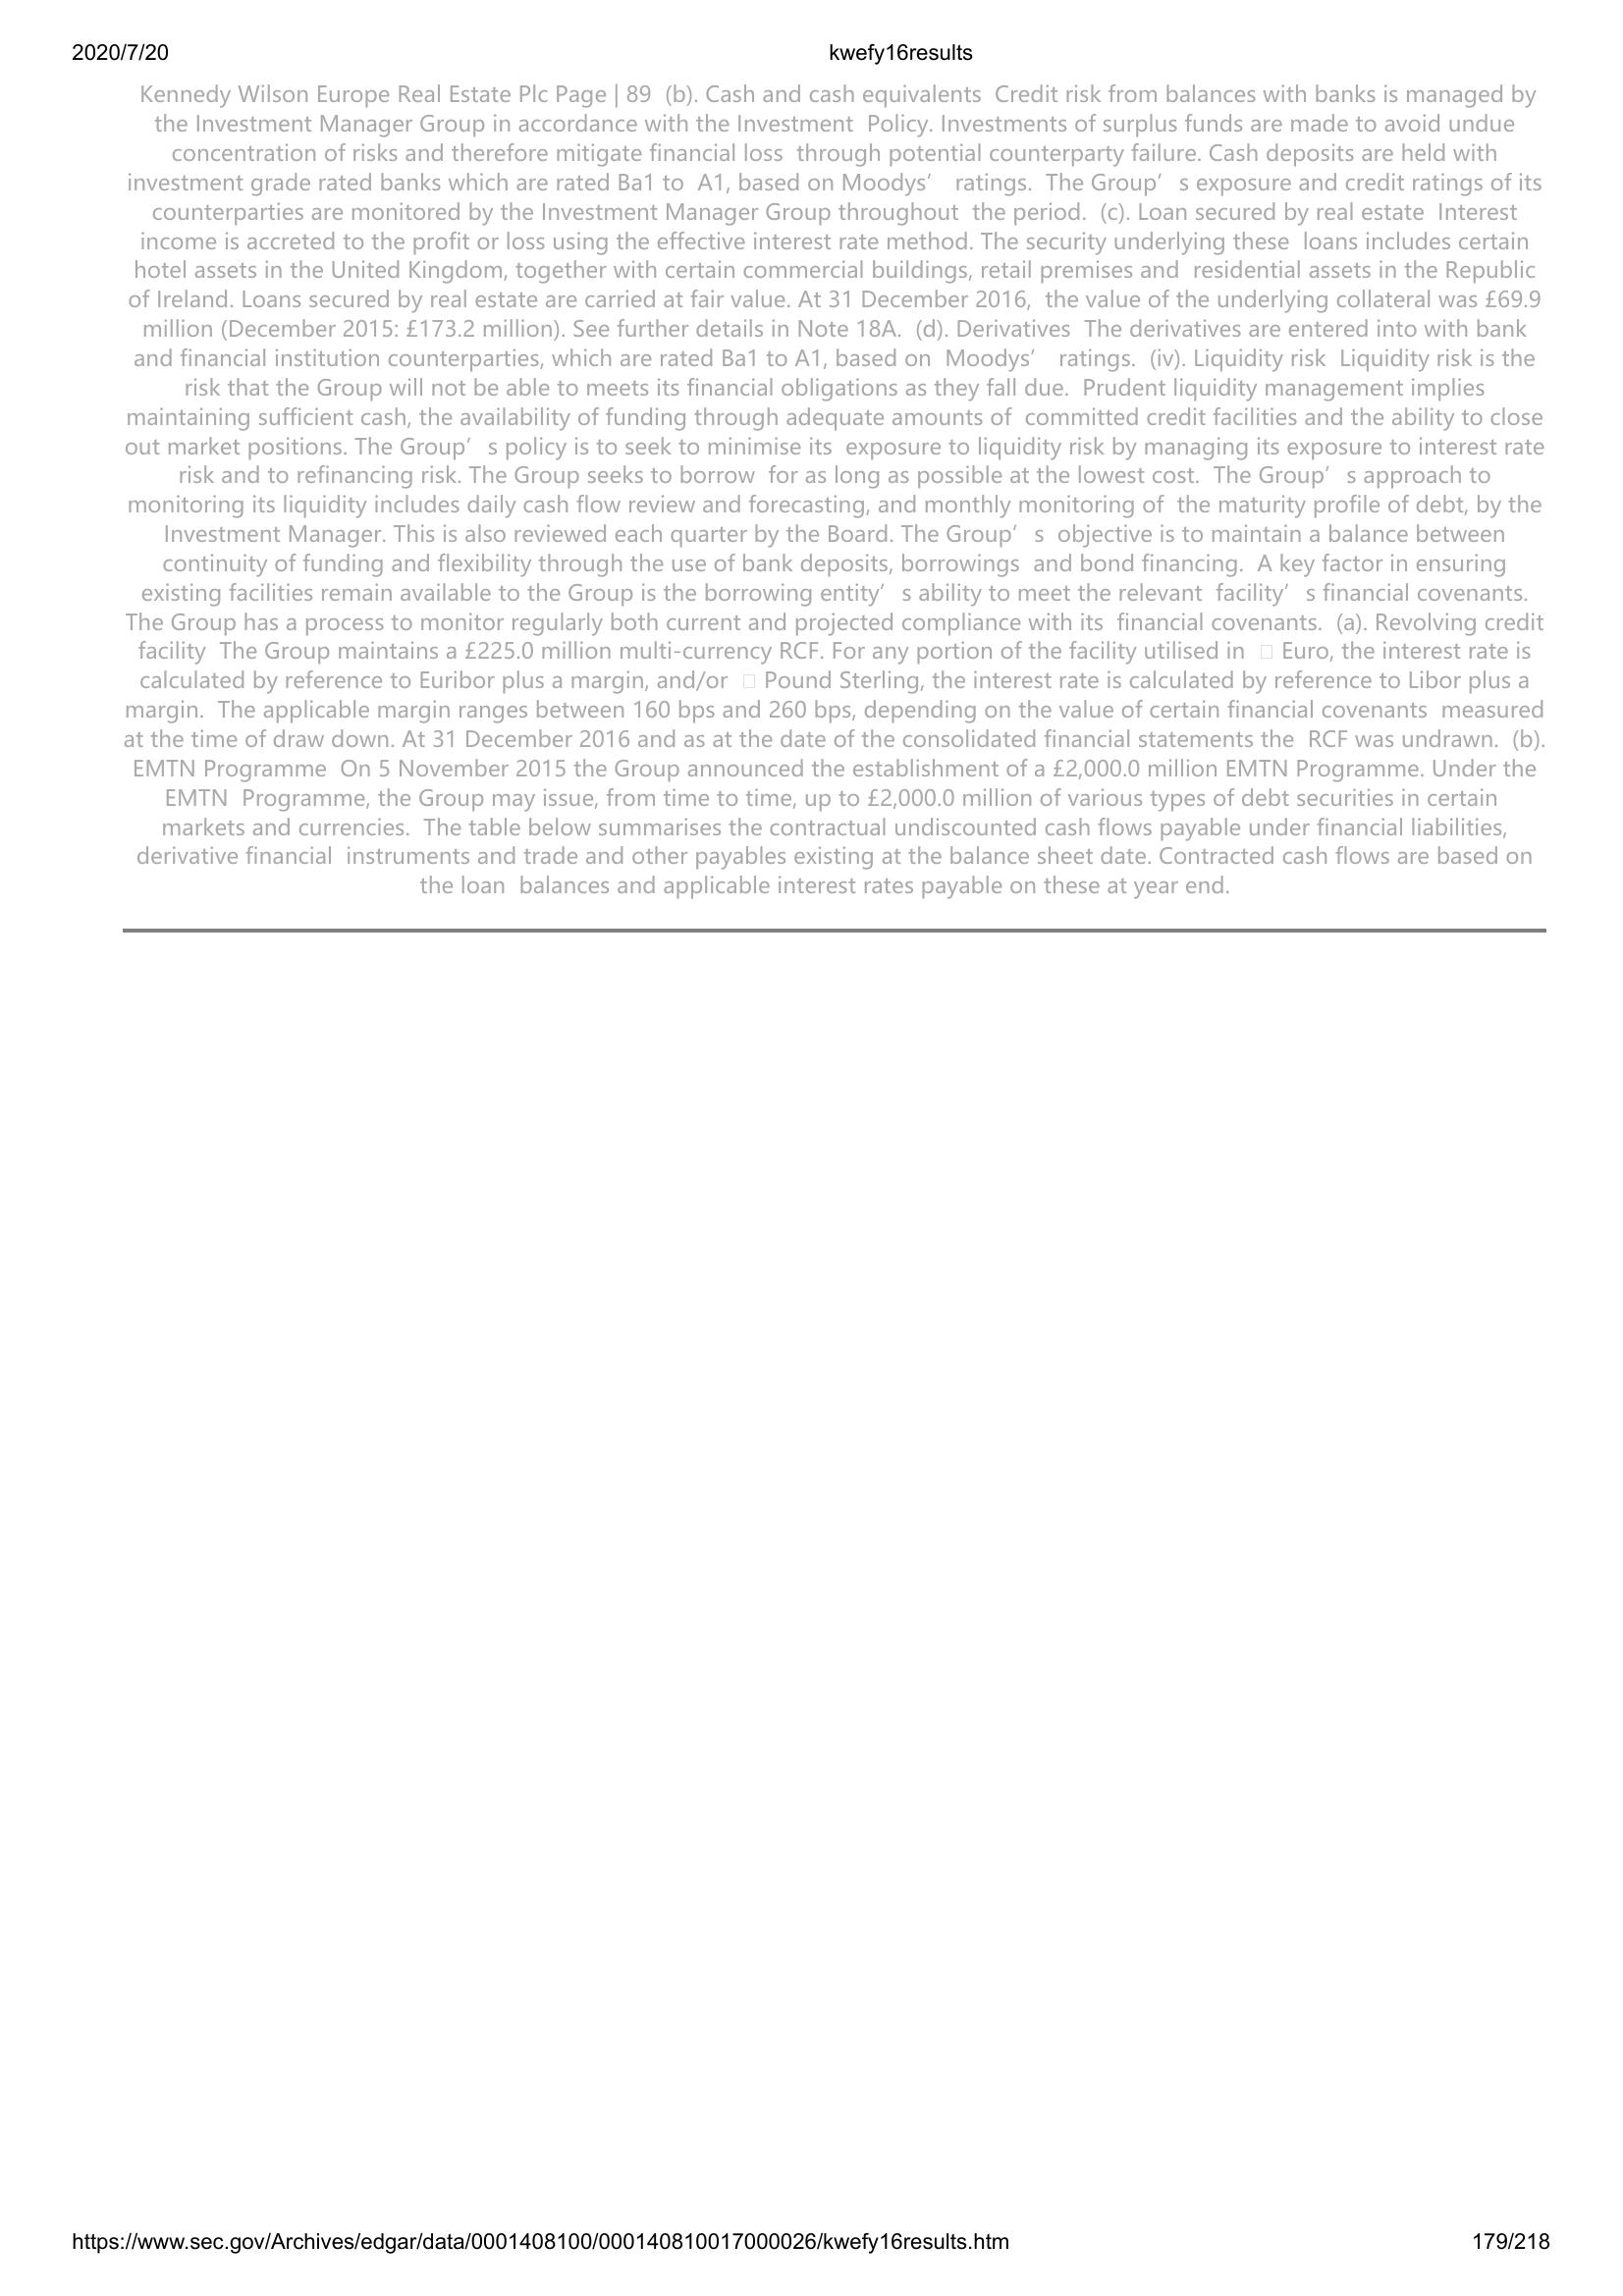 2020/7/20
kwefy16results
Kennedy Wilson Europe Real Estate Plc Page | 89 (b). Cash and cash equivalents Credit risk from balances with banks is managed by
the Investment Manager Group in accordance with the Investment Policy. Investments of surplus funds are made to avoid undue
concentration of risks and therefore mitigate financial loss through potential counterparty failure. Cash deposits are held with
investment grade rated banks which are rated Ba1 to A1, based on Moodys’ ratings. The Group’ s exposure and credit ratings of its
counterparties are monitored by the Investment Manager Group throughout the period. (c). Loan secured by real estate Interest
income is accreted to the profit or loss using the effective interest rate method. The security underlying these loans includes certain
hotel assets in the United Kingdom, together with certain commercial buildings, retail premises and residential assets in the Republic
of Ireland. Loans secured by real estate are carried at fair value. At 31 December 2016, the value of the underlying collateral was £69.9
million (December 2015: £173.2 million). See further details in Note 18A. (d). Derivatives The derivatives are entered into with bank
and financial institution counterparties, which are rated Ba1 to A1, based on Moodys’ ratings. (iv). Liquidity risk Liquidity risk is the
risk that the Group will not be able to meets its financial obligations as they fall due. Prudent liquidity management implies
maintaining sufficient cash, the availability of funding through adequate amounts of committed credit facilities and the ability to close
out market positions. The Group’ s policy is to seek to minimise its exposure to liquidity risk by managing its exposure to interest rate
risk and to refinancing risk. The Group seeks to borrow for as long as possible at the lowest cost. The Group’ s approach to
monitoring its liquidity includes daily cash flow review and forecasting, and monthly monitoring of the maturity profile of debt, by the
Investment Manager. This is also reviewed each quarter by the Board. The Group’ s objective is to maintain a balance between
continuity of funding and flexibility through the use of bank deposits, borrowings and bond financing. A key factor in ensuring
existing facilities remain available to the Group is the borrowing entity’ s ability to meet the relevant facility’ s financial covenants.
The Group has a process to monitor regularly both current and projected compliance with its financial covenants. (a). Revolving credit
facility The Group maintains a £225.0 million multi-currency RCF. For any portion of the facility utilised in □ Euro, the interest rate is
calculated by reference to Euribor plus a margin, and/or □ Pound Sterling, the interest rate is calculated by reference to Libor plus a
margin. The applicable margin ranges between 160 bps and 260 bps, depending on the value of certain financial covenants measured
at the time of draw down. At 31 December 2016 and as at the date of the consolidated financial statements the RCF was undrawn. (b).
EMTN Programme On 5 November 2015 the Group announced the establishment of a £2,000.0 million EMTN Programme. Under the
EMTN Programme, the Group may issue, from time to time, up to £2,000.0 million of various types of debt securities in certain
markets and currencies. The table below summarises the contractual undiscounted cash flows payable under financial liabilities,
derivative financial instruments and trade and other payables existing at the balance sheet date. Contracted cash flows are based on
the loan balances and applicable interest rates payable on these at year end.
https://www.sec.gov/Archives/edgar/data/0001408100/000140810017000026/kwefy16results.htm
179/218